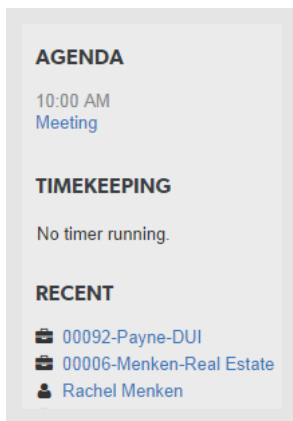 AGENDA
10:00 AM
Meeting
TIMEKEEPING
No timer running.
RECENT
00092-Payne-DUI
00006-Menken-Real Estate
Rachel Menken